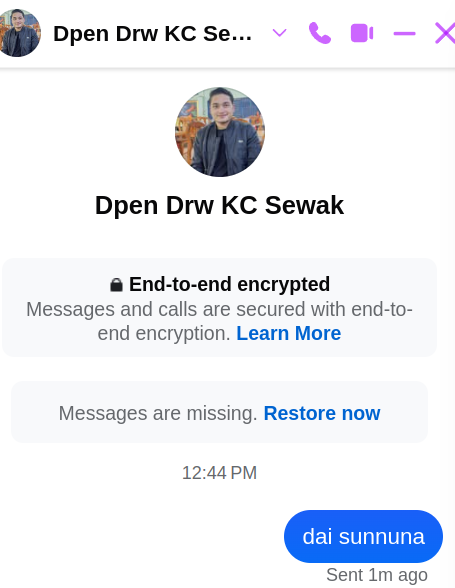 Dpen Drw KC Se...
Dpen Drw KC Sewak
End-to-end encrypted
Messages and calls are secured with end-to-
end encryption. Learn More
Messages are missing. Restore now
12:44 PM
dai sunnuna
Sent 1m ago